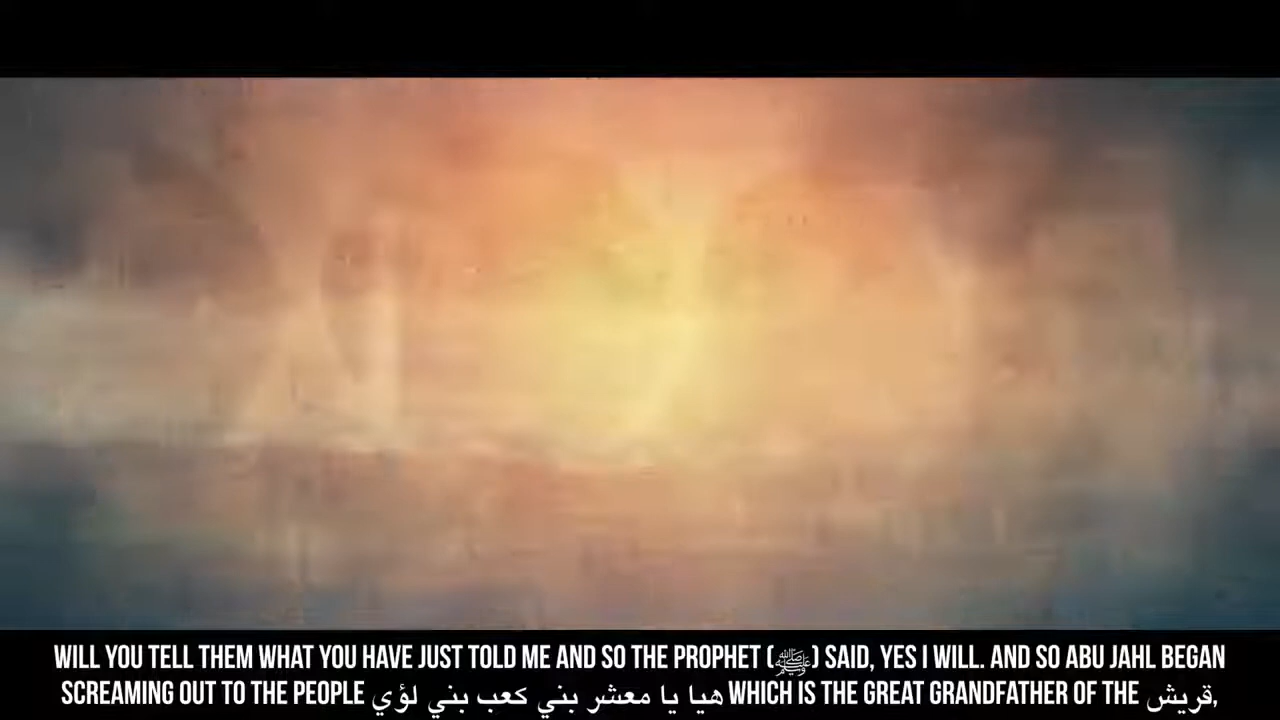 WILL YOU TELL THEM WHAT YOU HAVE JUST TOLD ME AND SO THE PROPHET (ﷺ) SAID, YES I WILL. AND SO ABU JAHL BEGAN
SCREAMING OUT TO THE PEOPLE هيا يا معشر بني كعب بني لؤي WHICH IS THE GREAT GRANDFATHER OF THE قريش,